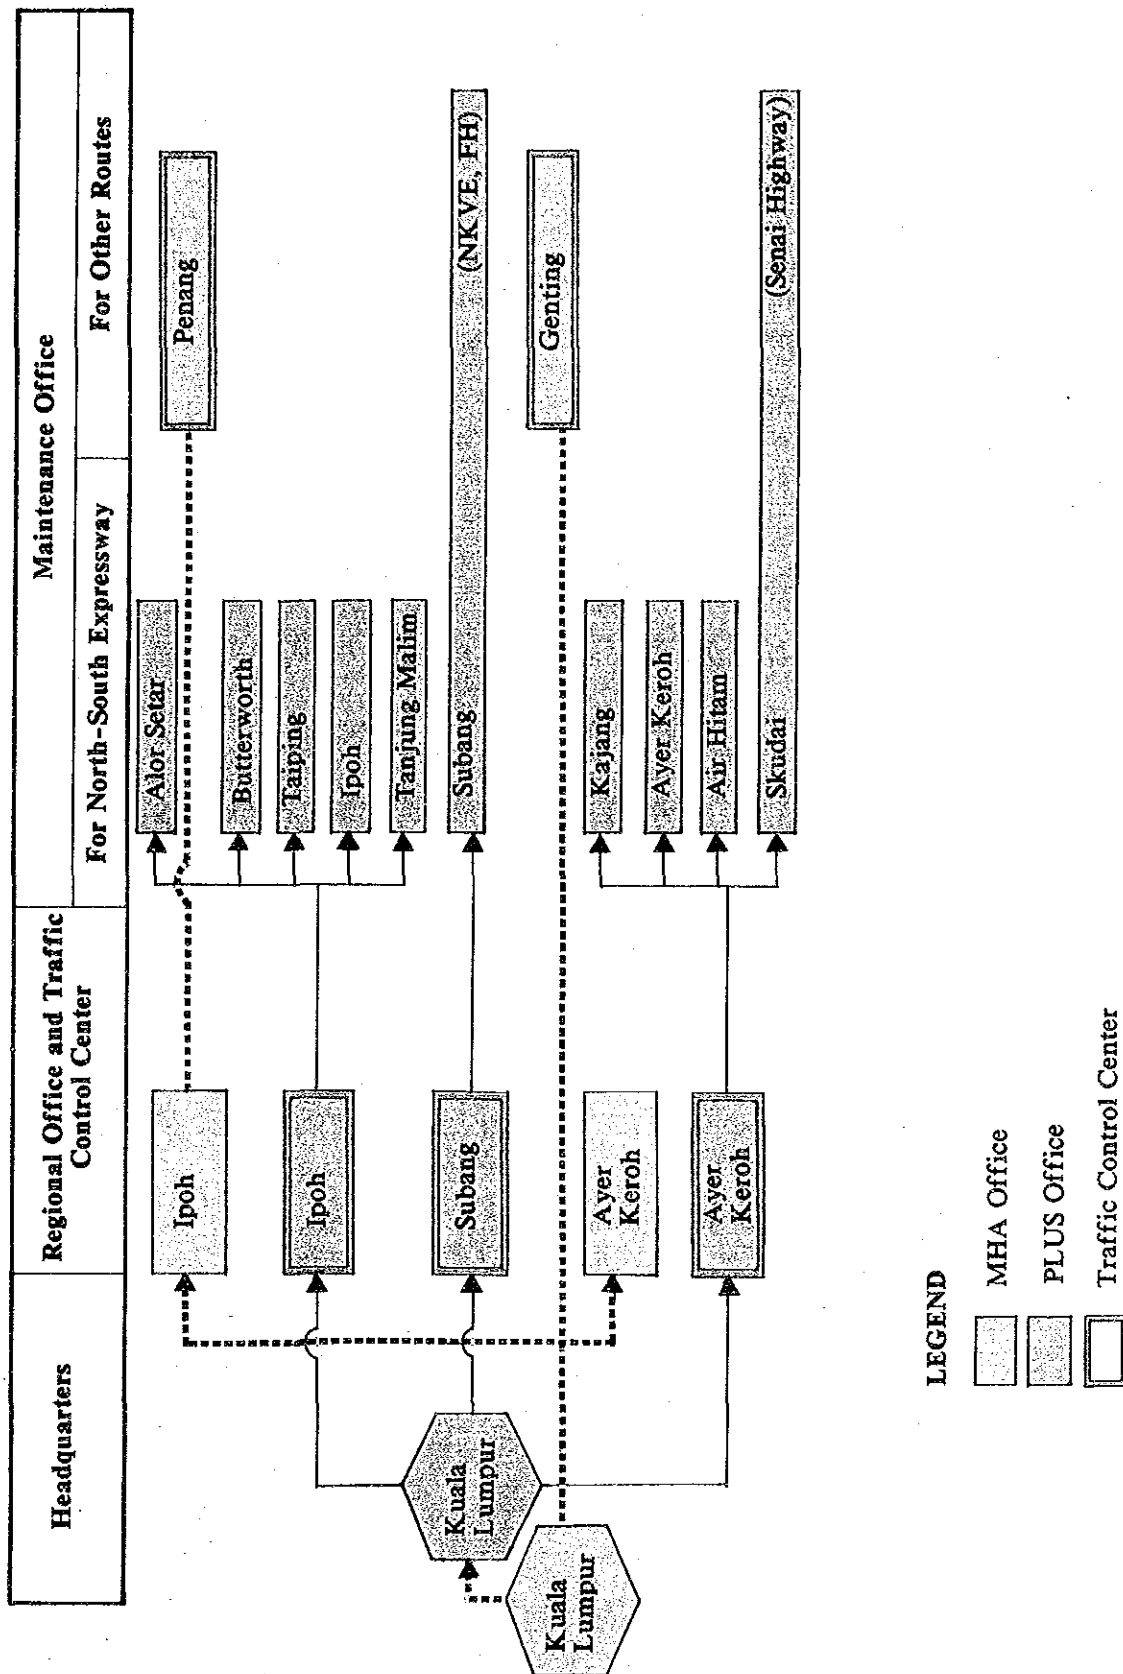 Headquarters
Regional Office and Traffic
Control Center
Maintenance Office
For North-South Expressway
For Other Routes
Kuala
Lumpur
Kuala
Lumpur
Ipoh
Ipoh
Subang
Ayer
Keroh
Ayer
Keroh
Alor Setar
Butterworth
Taiping
Ipoh
Tanjung Malim
Subang
(NKVE, FH)
Kajang
Ayer Keroh
Air Hitam
Skudai
(Senai Highway)
Penang
Genting
LEGEND
MHA Office
PLUS Office
Traffic Control Center